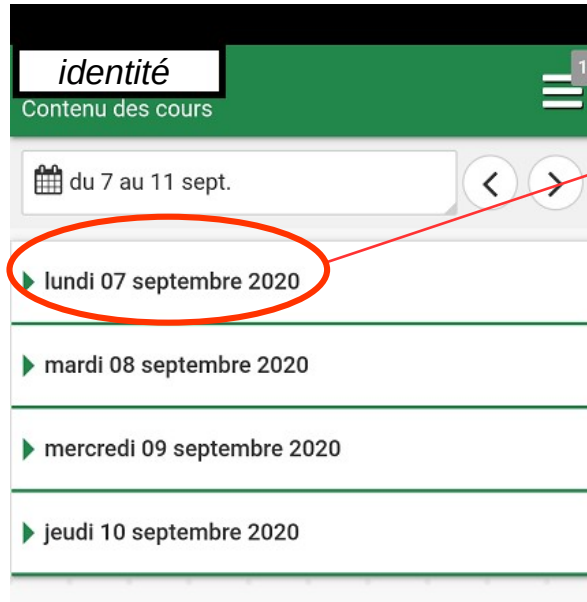 identité
1
Contenu des cours
du 7 au 11 sept.
lundi 07 septembre 2020
mardi 08 septembre 2020
mercredi 09 septembre 2020
jeudi 10 septembre 2020